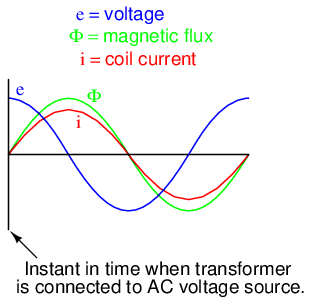 e = voltage
Φ = magnetic flux
i = coil current
e
Φ
i
Instant in time when transformer
is connected to AC voltage source.